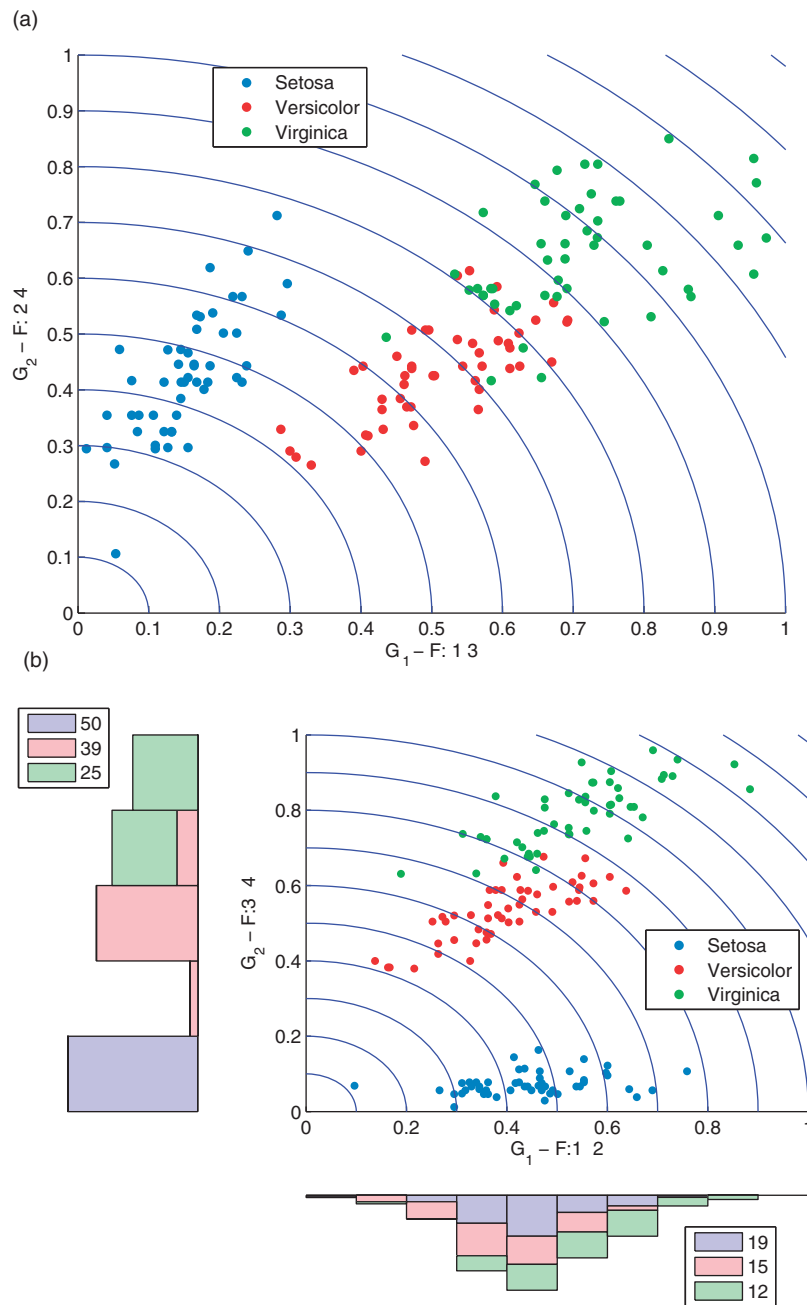 (a)
1
0.9
0.8
0.7
0.6
0.5
0.4
0.3
0.2
0.1
0
G2 – F: 2 4
Setosa
Versicolor
Virginica
0 0.1 0.2 0.3 0.4 0.5 0.6 0.7 0.8 0.9 1
G1 – F: 1 3
(b)
50
39
25
1
0.8
0.6
0.4
0.2
0
G2 – F:3 4
Setosa
Versicolor
Virginica
0 0.2 0.4 0.6 0.8 1
G1 – F:1 2
19
15
12